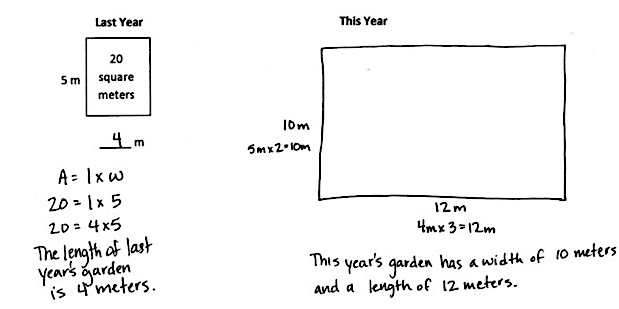 Last Year
20
square
meters
5 m
4 m
A = l x w
20 = l x 5
20 = 4 x 5
The length of last
year's garden
is 4 meters.
This Year
10 m
5 m x 2 = 10m
12 m
4m x 3 = 12m
This year's garden has a width of 10 meters
and a length of 12 meters.